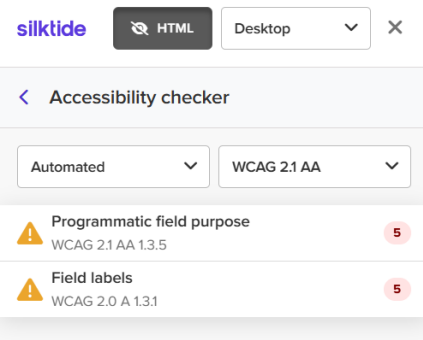 silktide HTML Desktop
Accessibility checker
Automated WCAG 2.1 AA
Programmatic field purpose 5
WCAG 2.1 AA 1.3.5
Field labels 5
WCAG 2.0 A 1.3.1